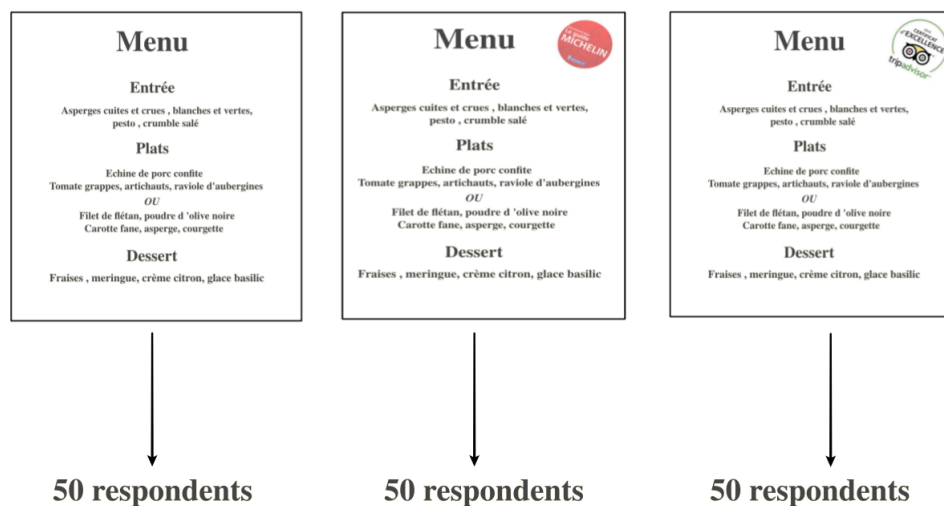 Menu
Entrée
Asperges cuites et crues , blanches et vertes,
pesto , crumble salé
Plats
Echine de porc confite
Tomate grappes, artichauts, raviole d'aubergines
OU
Filet de flétan, poudre d 'olive noire
Carotte fane, asperge, courgette
Dessert
Fraises , meringue, crème citron, glace basilic
50 respondents
Menu
Le guide
MICHELIN
Entrée
Asperges cuites et crues , blanches et vertes,
pesto , crumble salé
Plats
Echine de porc confite
Tomate grappes, artichauts, raviole d'aubergines
OU
Filet de flétan, poudre d 'olive noire
Carotte fane, asperge, courgette
Dessert
Fraises , meringue, crème citron, glace basilic
50 respondents
Menu
CERTIFICAT
d'EXCELLENCE
tripadvisor
Entrée
Asperges cuites et crues , blanches et vertes,
pesto , crumble salé
Plats
Echine de porc confite
Tomate grappes, artichauts, raviole d'aubergines
OU
Filet de flétan, poudre d 'olive noire
Carotte fane, asperge, courgette
Dessert
Fraises , meringue, crème citron, glace basilic
50 respondents